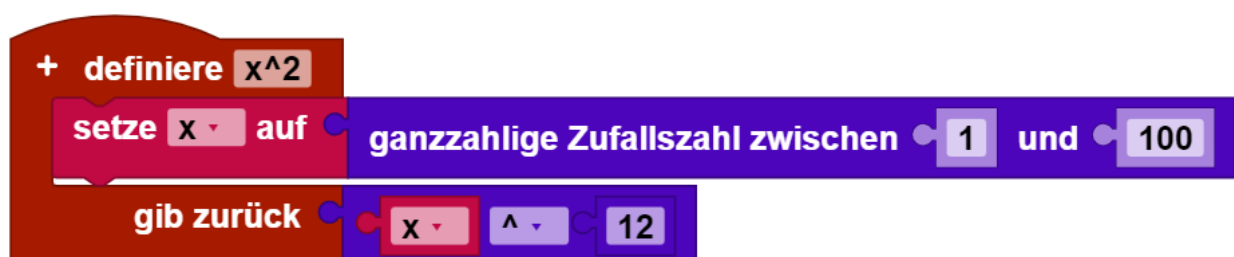 + definiere x^2
setze x auf ganzzahlige Zufallszahl zwischen 1 und 100
gib zurück x ^ 12